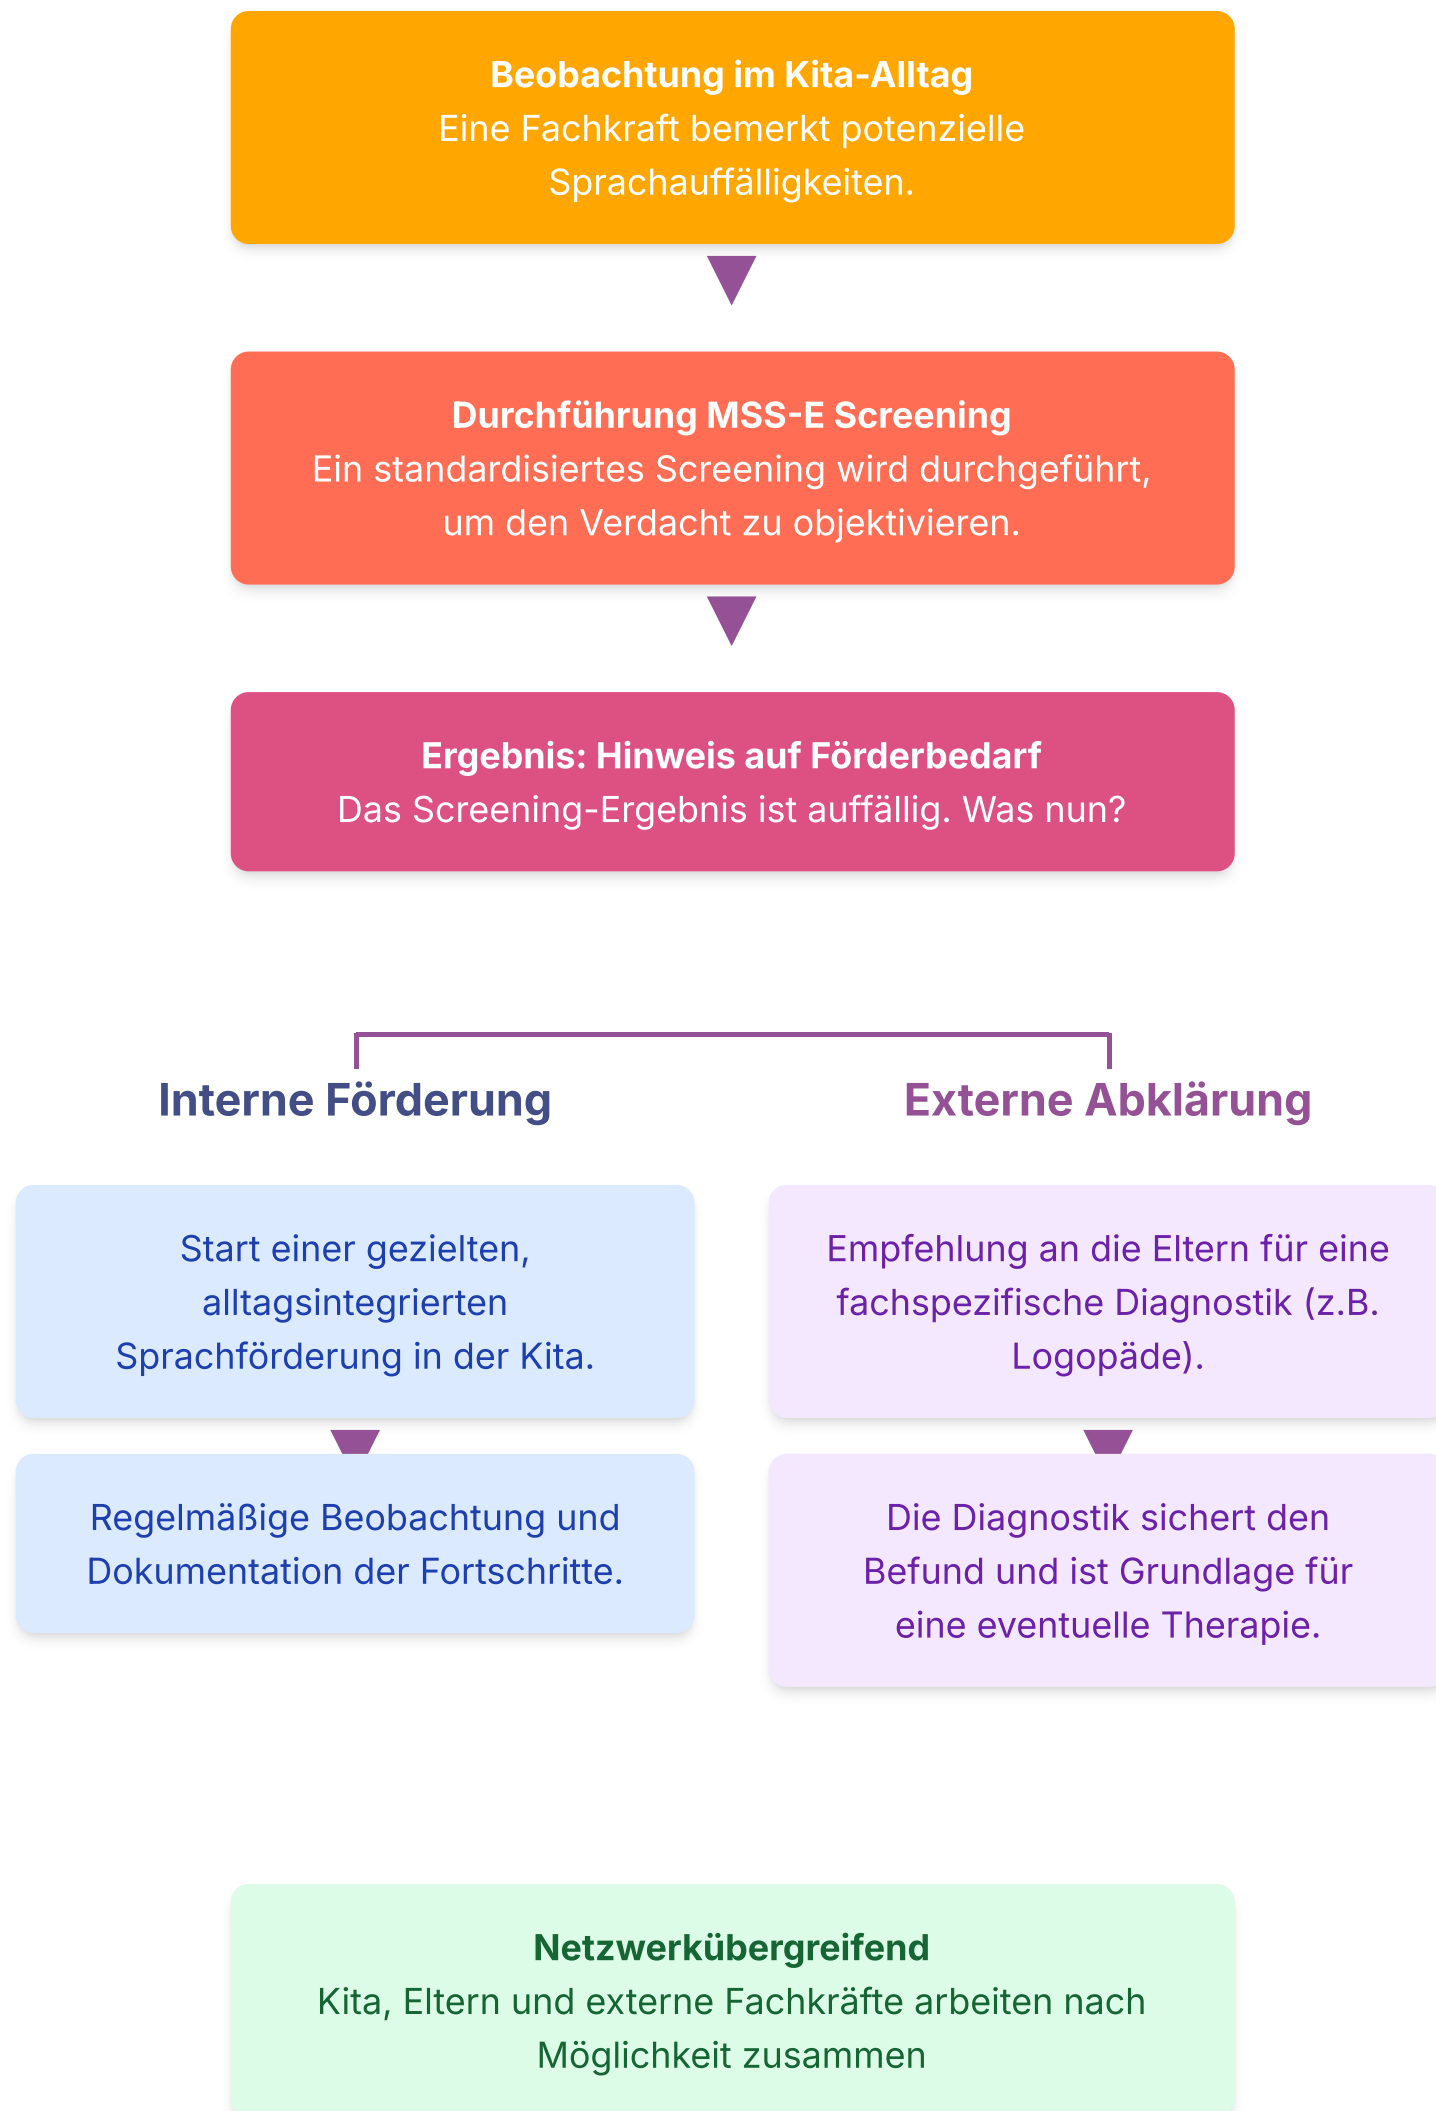 Beobachtung im Kita-Alltag
Eine Fachkraft bemerkt potenzielle
Sprachauffälligkeiten.
Durchführung MSS-E Screening
Ein standardisiertes Screening wird durchgeführt,
um den Verdacht zu objektivieren.
Ergebnis: Hinweis auf Förderbedarf
Das Screening-Ergebnis ist auffällig. Was nun?
Interne Förderung
Start einer gezielten,
alltagsintegrierten
Sprachförderung in der Kita.
Regelmäßige Beobachtung und
Dokumentation der Fortschritte.
Externe Abklärung
Empfehlung an die Eltern für eine
fachspezifische Diagnostik (z.B.
Logopäde).
Die Diagnostik sichert den
Befund und ist Grundlage für
eine eventuelle Therapie.
Netzwerkübergreifend
Kita, Eltern und externe Fachkräfte arbeiten nach
Möglichkeit zusammen